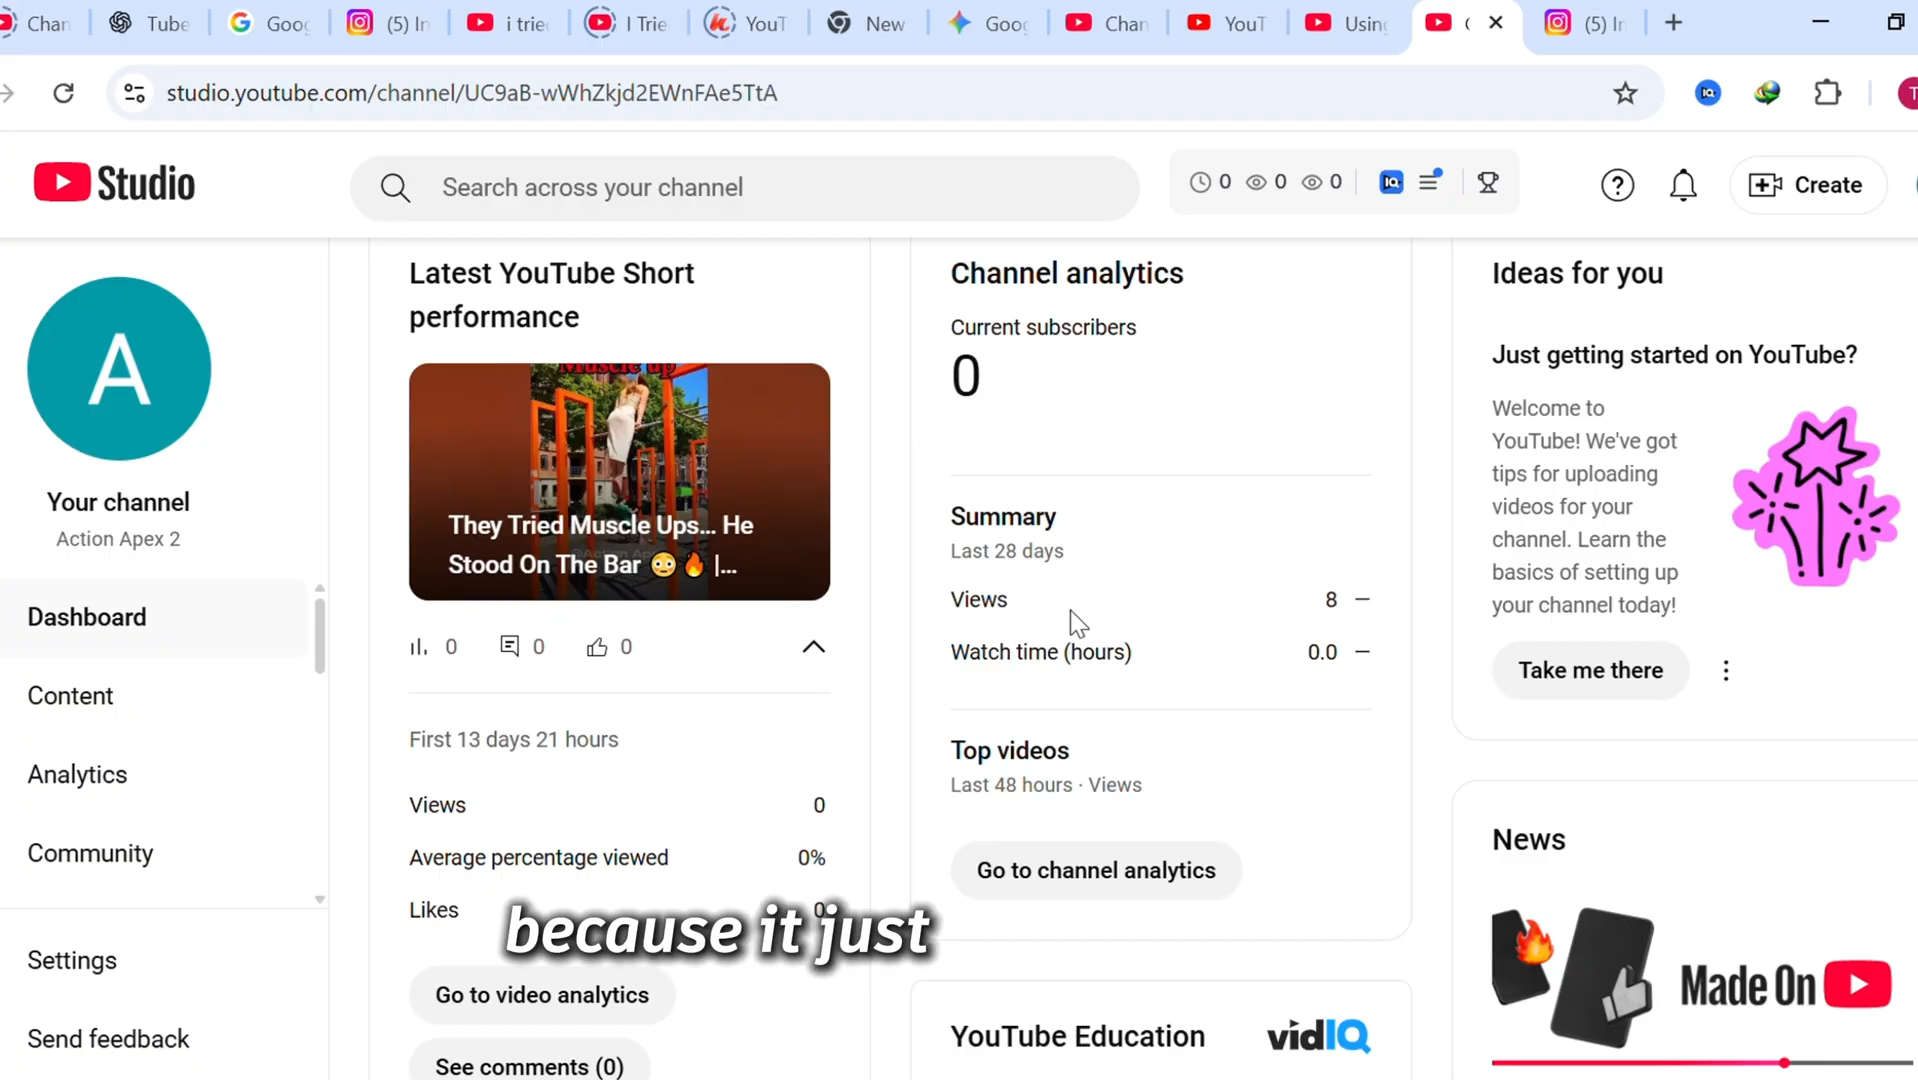 Chan
Tube
Goog
(5) In
i tried
I Trie
YouT
New
Goo
Chan
YouT
Using
(5) In
studio.youtube.com/channel/UC9aB-wWhZkjd2EWnFAe5TtA
T
Studio
Search across your channel
0 0 0
IQ
Create
A
Your channel
Action Apex 2
Dashboard
Content
Analytics
Community
Settings
Send feedback
Latest YouTube Short
performance
Muscle up
They Tried Muscle Ups... He
Stood On The Bar 😳🔥 |...
0 0 0
First 13 days 21 hours
Views 0
Average percentage viewed 0%
Likes 0
because it just
Go to video analytics
See comments (0)
Channel analytics
Current subscribers
0
Summary
Last 28 days
Views 8 —
Watch time (hours) 0.0 —
Top videos
Last 48 hours · Views
Go to channel analytics
YouTube Education
vidIQ
Ideas for you
Just getting started on YouTube?
Welcome to
YouTube! We've got
tips for uploading
videos for your
channel. Learn the
basics of setting up
your channel today!
Take me there
News
Made On